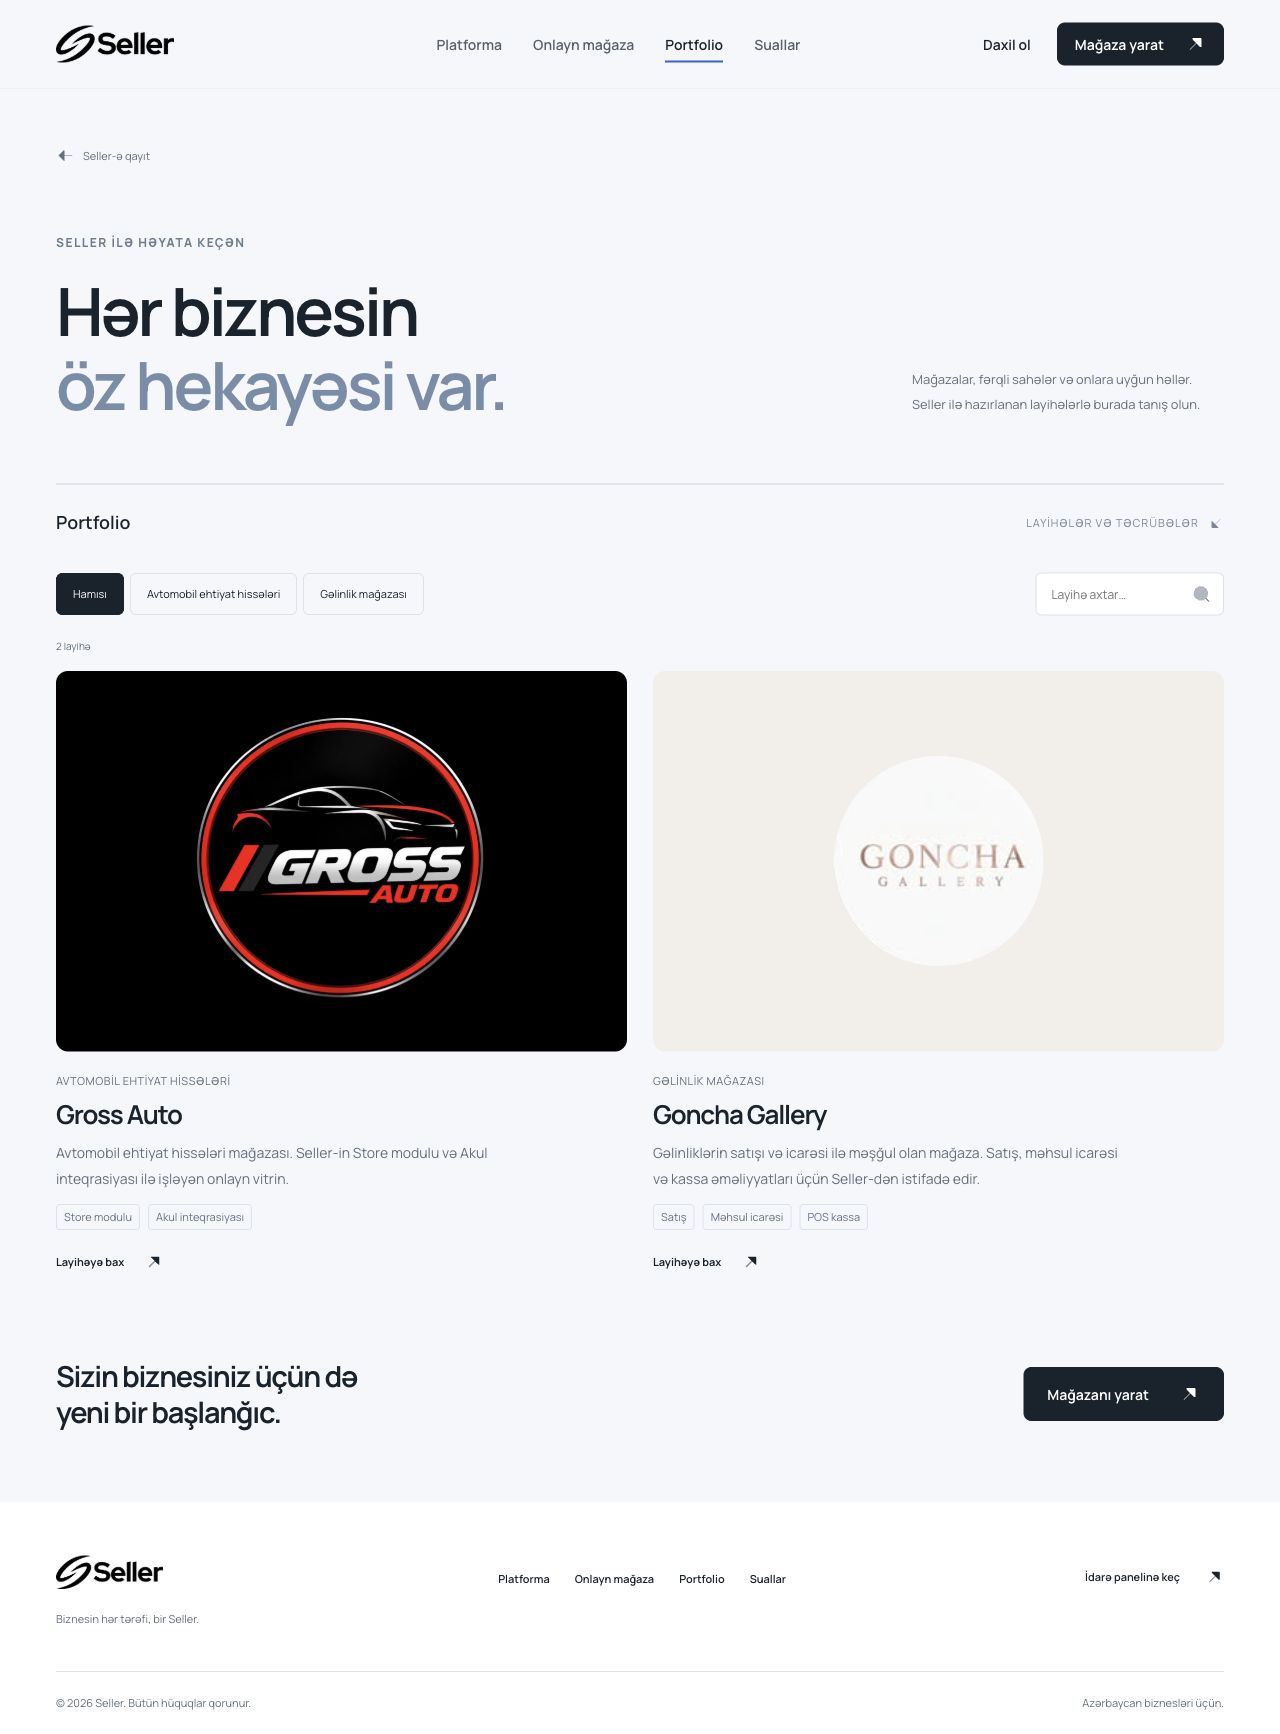 Seller
Platforma
Onlayn mağaza
Portfolio
Suallar
Daxil ol
Mağaza yarat
Seller-ə qayıt
SELLER İLƏ HƏYATA KEÇƏN
Hər biznesin
öz hekayəsi var.
Mağazalar, fərqli sahələr və onlara uyğun həllər.
Seller ilə hazırlanan layihələrlə burada tanış olun.
Portfolio
LAYİHƏLƏR VƏ TƏCRÜBƏLƏR
Hamısı
Avtomobil ehtiyat hissələri
Gəlinlik mağazası
Layihə axtar...
2 layihə
GROSS
AUTO
GONCHA
GALLERY
AVTOMOBİL EHTİYAT HİSSƏLƏRİ
Gross Auto
Avtomobil ehtiyat hissələri mağazası. Seller-in Store modulu və Akul
inteqrasiyası ilə işləyən onlayn vitrin.
Store modulu
Akul inteqrasiyası
Layihəyə bax
GƏLİNLİK MAĞAZASI
Goncha Gallery
Gəlinliklərin satışı və icarəsi ilə məşğul olan mağaza. Satış, məhsul icarəsi
və kassa əməliyyatları üçün Seller-dən istifadə edir.
Satış
Məhsul icarəsi
POS kassa
Layihəyə bax
Sizin biznesiniz üçün də
yeni bir başlanğıc.
Mağazanı yarat
Seller
Biznesin hər tərəfi, bir Seller.
Platforma
Onlayn mağaza
Portfolio
Suallar
İdarə panelinə keç
© 2026 Seller. Bütün hüquqlar qorunur.
Azərbaycan biznesləri üçün.